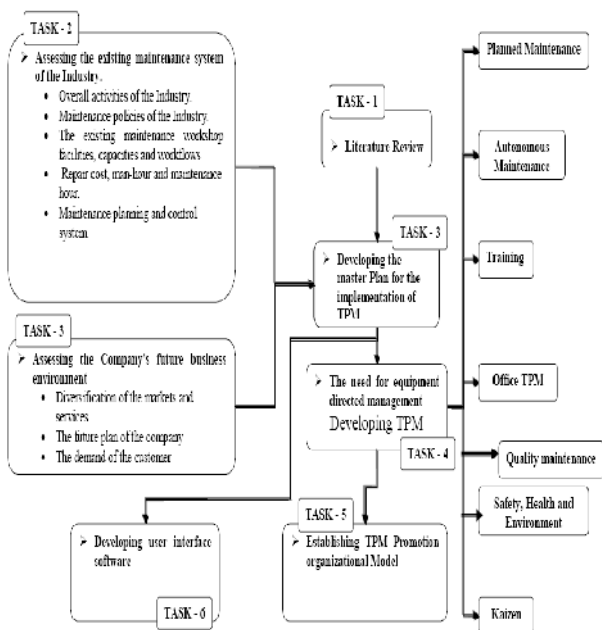 TASK - 2
Assessing the existing maintenance system
of the Industry.
Overall activities of the Industry.
Maintenance policies of the Industry.
The existing maintenance workshop
facilities, capacities and workflows
Repair cost, man-hour and maintenance
hour.
Maintenance planning and control
system
TASK - 3
Assessing the Company's future business
environment
Diversification of the markets and
services
The future plan of the company
The demand of the customer
TASK - 1
Literature Review
TASK - 3
Developing the
master Plan for the
implementation of
TPM
The need for equipment
directed management
Developing TPM
TASK - 4
TASK - 5
Establishing TPM Promotion
organizational Model
Developing user interface
software
TASK - 6
Planned Maintenance
Autonomous
Maintenance
Training
Office TPM
Quality maintenance
Safety, Health and
Environment
Kaizen